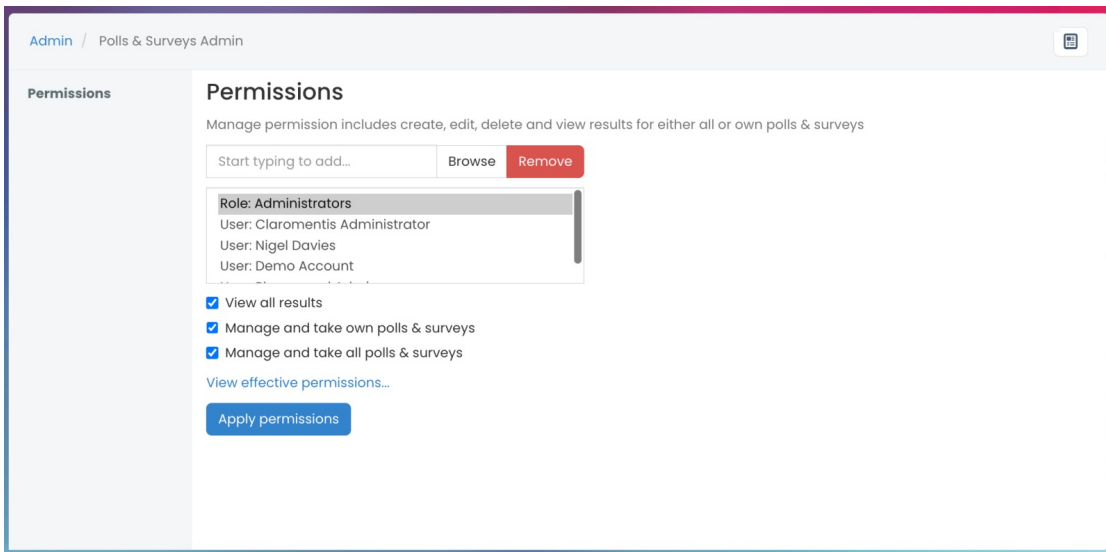 Admin / Polls & Surveys Admin
Permissions
Permissions
Manage permission includes create, edit, delete and view results for either all or own polls & surveys
Start typing to add... Browse Remove
Role: Administrators
User: Claromentis Administrator
User: Nigel Davies
User: Demo Account
View all results
Manage and take own polls & surveys
Manage and take all polls & surveys
View effective permissions...
Apply permissions